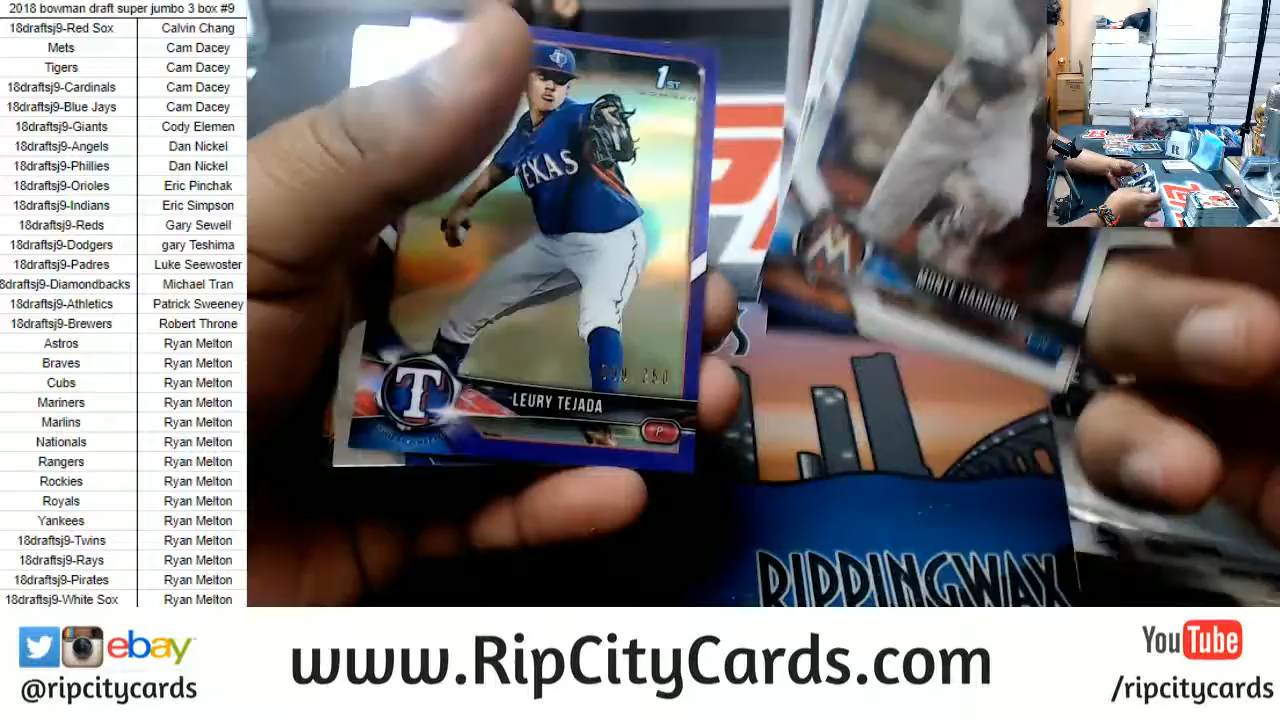 2018 bowman draft super jumbo 3 box #9
18draftsj9-Red Sox Calvin Chang
Mets Cam Dacey
Tigers Cam Dacey
18draftsj9-Cardinals Cam Dacey
18draftsj9-Blue Jays Cam Dacey
18draftsj9-Giants Cody Elemen
18draftsj9-Angels Dan Nickel
18draftsj9-Phillies Dan Nickel
18draftsj9-Orioles Eric Pinchak
18draftsj9-Indians Eric Simpson
18draftsj9-Reds Gary Sewell
18draftsj9-Dodgers gary Teshima
18draftsj9-Padres Luke Seewoster
18draftsj9-Diamondbacks Michael Tran
18draftsj9-Athletics Patrick Sweeney
18draftsj9-Brewers Robert Throne
Astros Ryan Melton
Braves Ryan Melton
Cubs Ryan Melton
Mariners Ryan Melton
Marlins Ryan Melton
Nationals Ryan Melton
Rangers Ryan Melton
Rockies Ryan Melton
Royals Ryan Melton
Yankees Ryan Melton
18draftsj9-Twins Ryan Melton
18draftsj9-Rays Ryan Melton
18draftsj9-Pirates Ryan Melton
18draftsj9-White Sox Ryan Melton
1ST
BOWMAN
TEXAS
T
LEURY TEJADA
P
M
MONTE HARRISON
RIPPINGWAX
ebay
@ripcitycards
www.RipCityCards.com
YouTube
/ripcitycards